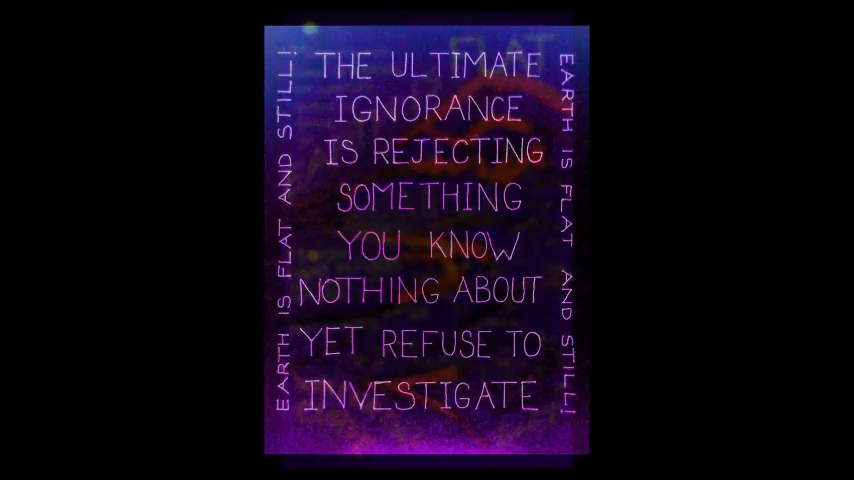 EARTH IS FLAT AND STILL!
THE ULTIMATE
IGNORANCE
IS REJECTING
SOMETHING
YOU KNOW
NOTHING ABOUT
YET REFUSE TO
INVESTIGATE
EARTH IS FLAT AND STILL!